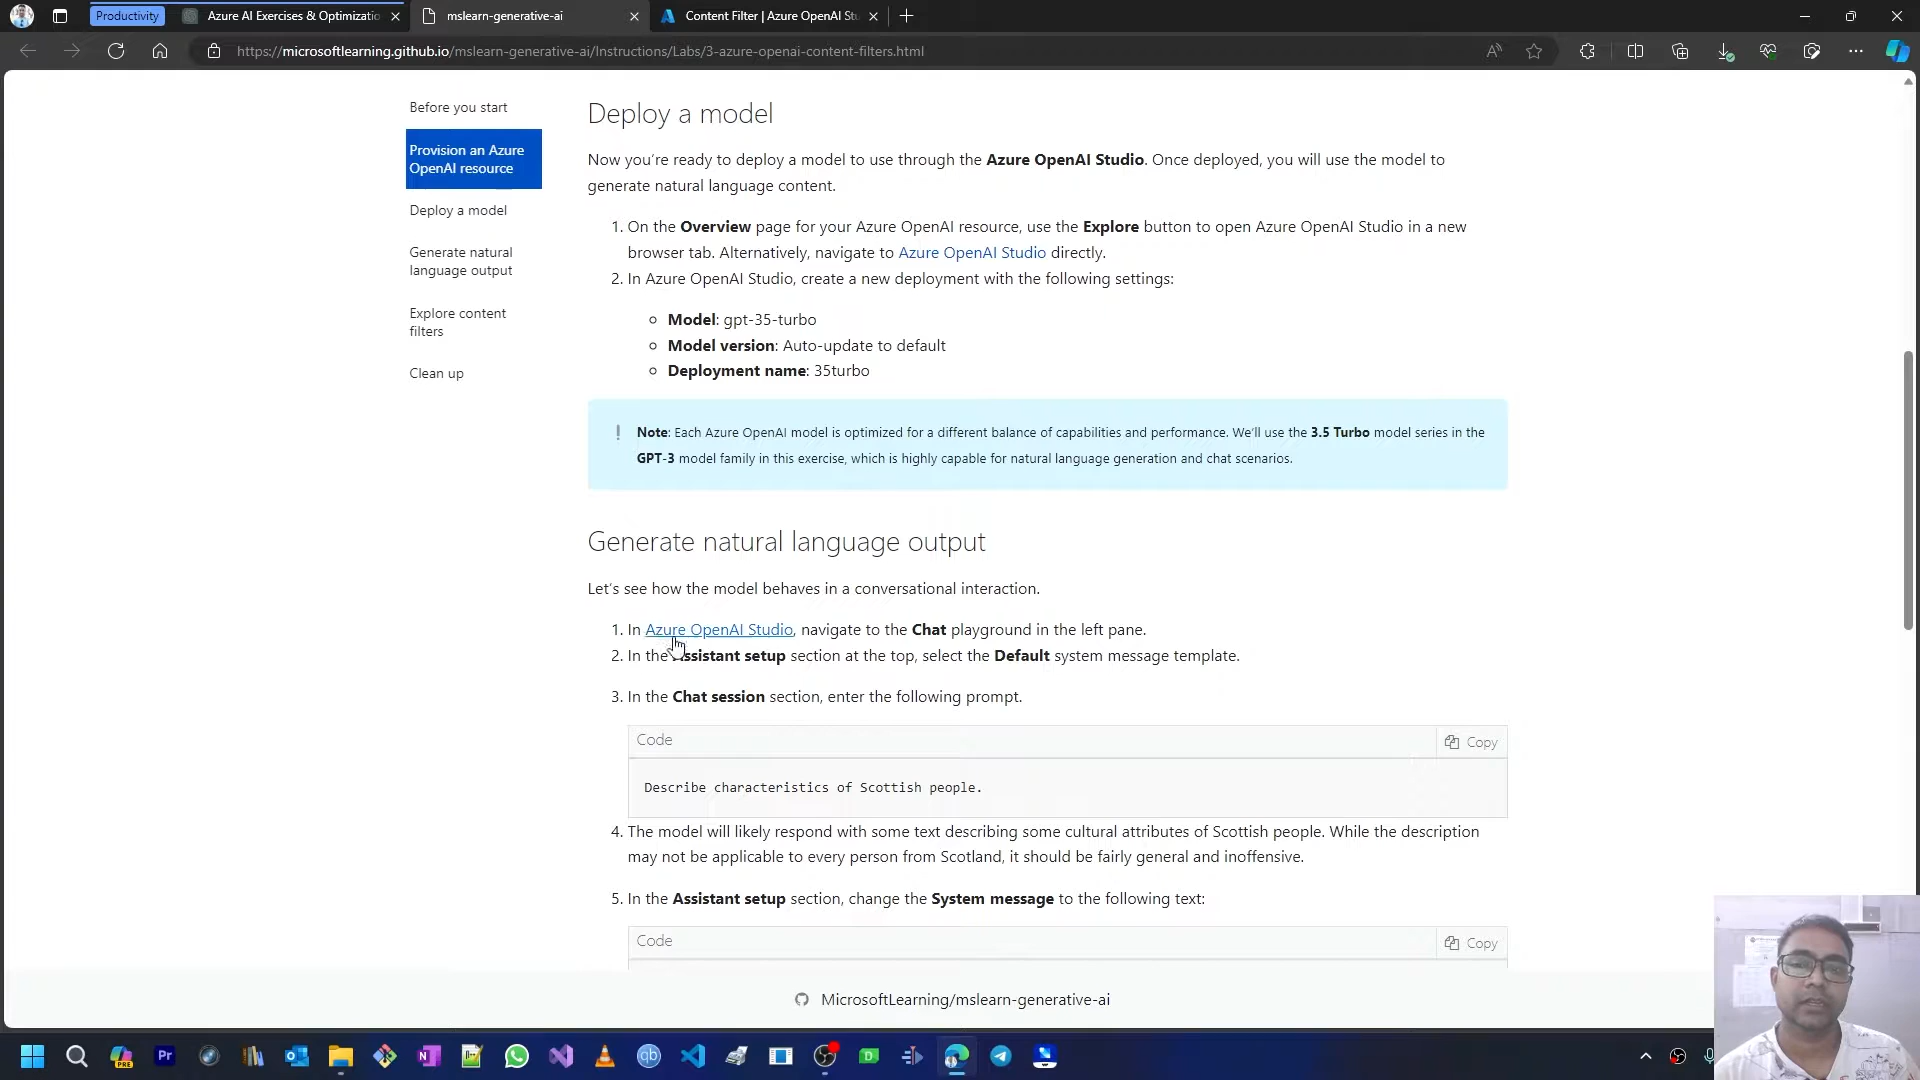 Productivity
Azure AI Exercises & Optimizatio
mslearn-generative-ai
Content Filter | Azure OpenAI Stu
https://microsoftlearning.github.io/mslearn-generative-ai/Instructions/Labs/3-azure-openai-content-filters.html
Before you start
Provision an Azure
OpenAI resource
Deploy a model
Generate natural
language output
Explore content
filters
Clean up
Deploy a model
Now you're ready to deploy a model to use through the Azure OpenAI Studio. Once deployed, you will use the model to
generate natural language content.
1. On the Overview page for your Azure OpenAI resource, use the Explore button to open Azure OpenAI Studio in a new
browser tab. Alternatively, navigate to Azure OpenAI Studio directly.
2. In Azure OpenAI Studio, create a new deployment with the following settings:
Model: gpt-35-turbo
Model version: Auto-update to default
Deployment name: 35turbo
Note: Each Azure OpenAI model is optimized for a different balance of capabilities and performance. We'll use the 3.5 Turbo model series in the
GPT-3 model family in this exercise, which is highly capable for natural language generation and chat scenarios.
Generate natural language output
Let's see how the model behaves in a conversational interaction.
1. In Azure OpenAI Studio, navigate to the Chat playground in the left pane.
2. In the Assistant setup section at the top, select the Default system message template.
3. In the Chat session section, enter the following prompt.
Code
Copy
Describe characteristics of Scottish people.
4. The model will likely respond with some text describing some cultural attributes of Scottish people. While the description
may not be applicable to every person from Scotland, it should be fairly general and inoffensive.
5. In the Assistant setup section, change the System message to the following text:
Code
Copy
MicrosoftLearning/mslearn-generative-ai
PRE
Pr
qb
D